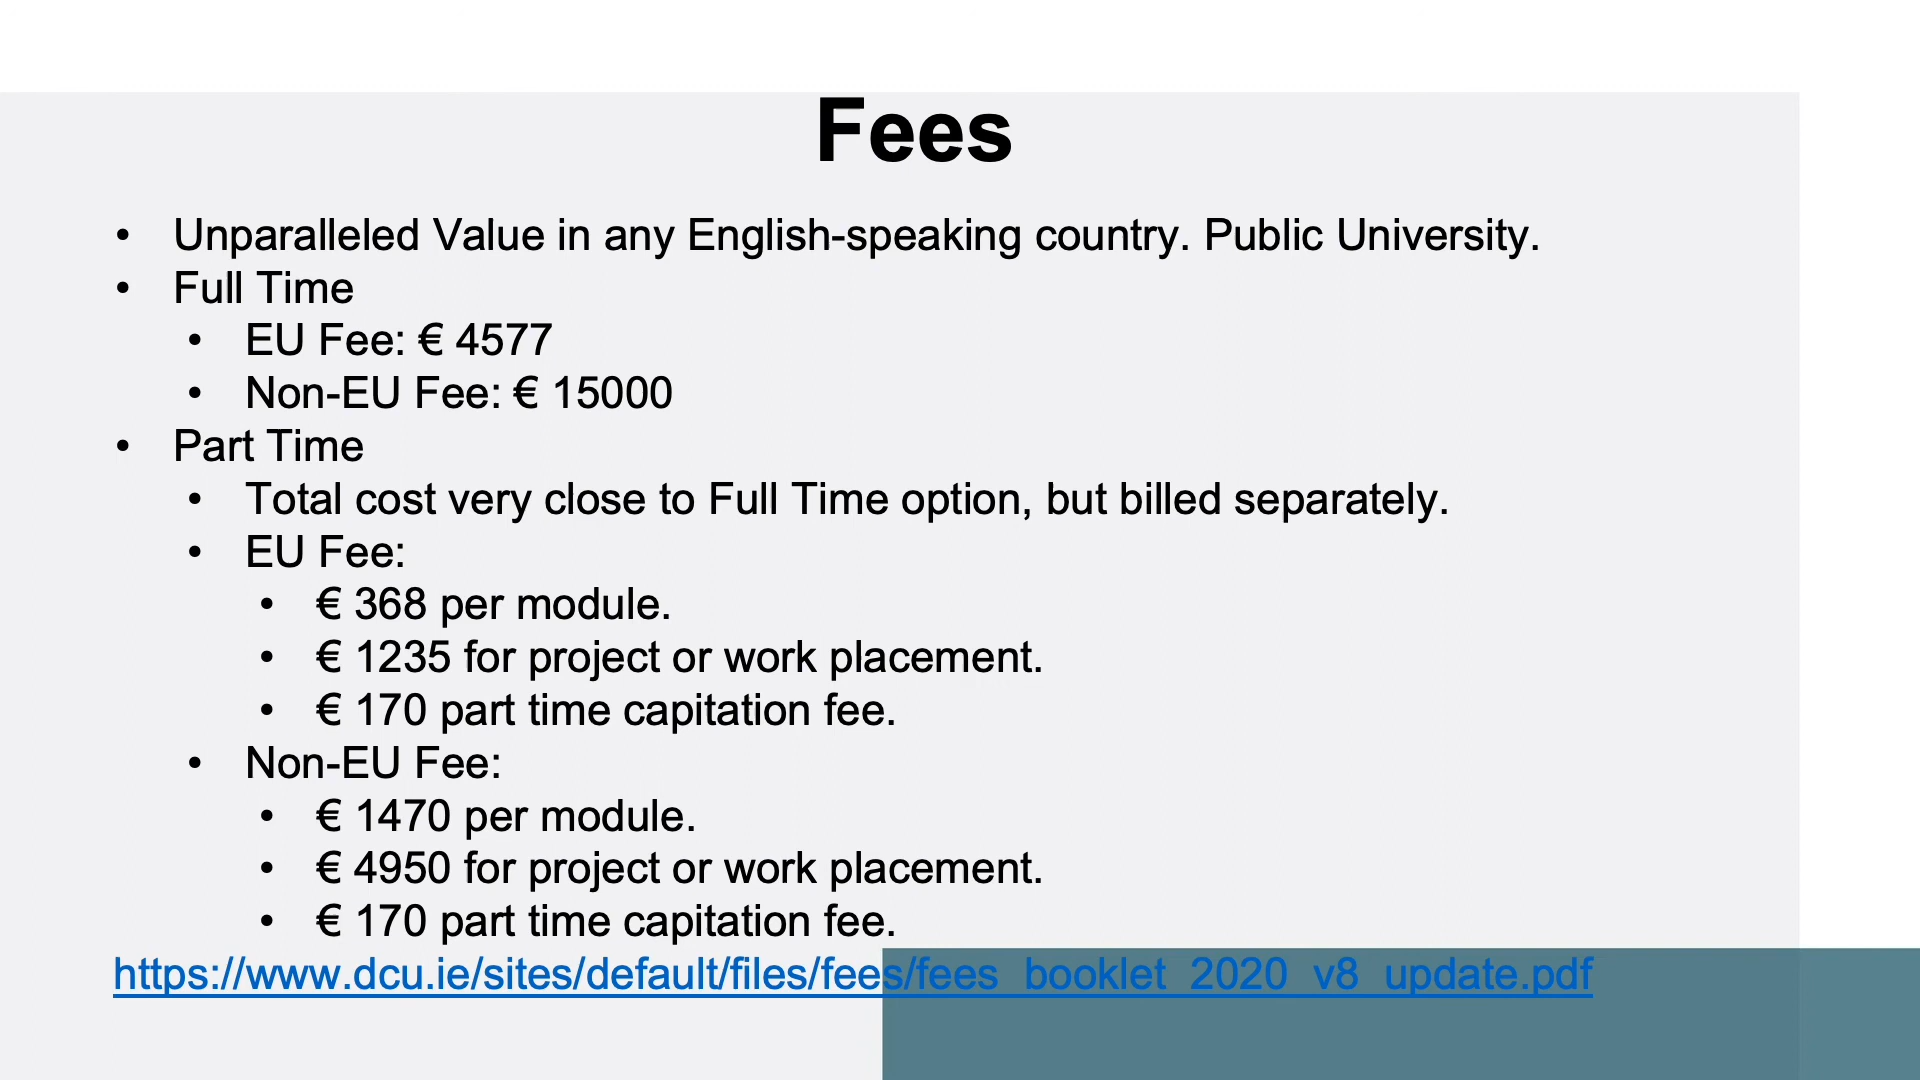 Fees
• Unparalleled Value in any English-speaking country. Public University.
• Full Time
• EU Fee: € 4577
• Non-EU Fee: € 15000
• Part Time
• Total cost very close to Full Time option, but billed separately.
• EU Fee:
• € 368 per module.
• € 1235 for project or work placement.
• € 170 part time capitation fee.
• Non-EU Fee:
• € 1470 per module.
• € 4950 for project or work placement.
• € 170 part time capitation fee.
https://www.dcu.ie/sites/default/files/fees/fees_booklet_2020_v8_update.pdf